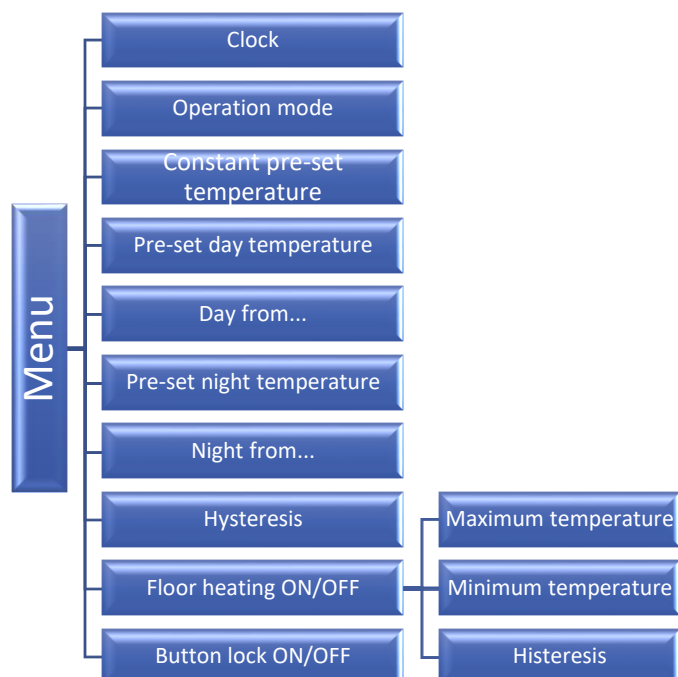 Menu
Clock
Operation mode
Constant pre-set
temperature
Pre-set day temperature
Day from...
Pre-set night temperature
Night from...
Hysteresis
Floor heating ON/OFF
Button lock ON/OFF
Maximum temperature
Minimum temperature
Histeresis